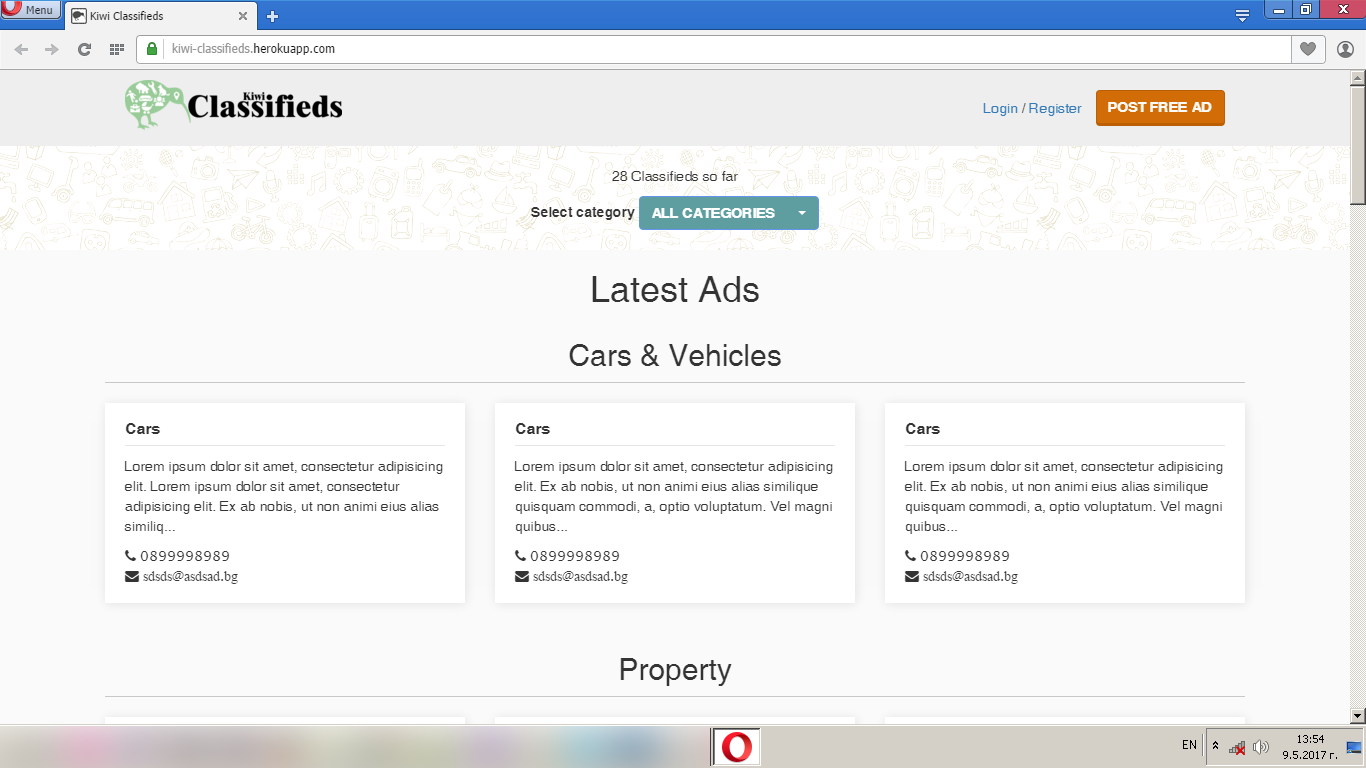 Menu
Kiwi Classifieds
kiwi-classifieds.herokuapp.com
Kiwi
Classifieds
Login / Register
POST FREE AD
28 Classifieds so far
Select category ALL CATEGORIES
Latest Ads
Cars & Vehicles
Cars
Lorem ipsum dolor sit amet, consectetur adipisicing
elit. Lorem ipsum dolor sit amet, consectetur
adipisicing elit. Ex ab nobis, ut non animi eius alias
similiq...
0899998989
sdsds@asdsad.bg
Cars
Lorem ipsum dolor sit amet, consectetur adipisicing
elit. Ex ab nobis, ut non animi eius alias similique
quisquam commodi, a, optio voluptatum. Vel magni
quibus...
0899998989
sdsds@asdsad.bg
Cars
Lorem ipsum dolor sit amet, consectetur adipisicing
elit. Ex ab nobis, ut non animi eius alias similique
quisquam commodi, a, optio voluptatum. Vel magni
quibus...
0899998989
sdsds@asdsad.bg
Property
EN
13:54
9.5.2017 г.